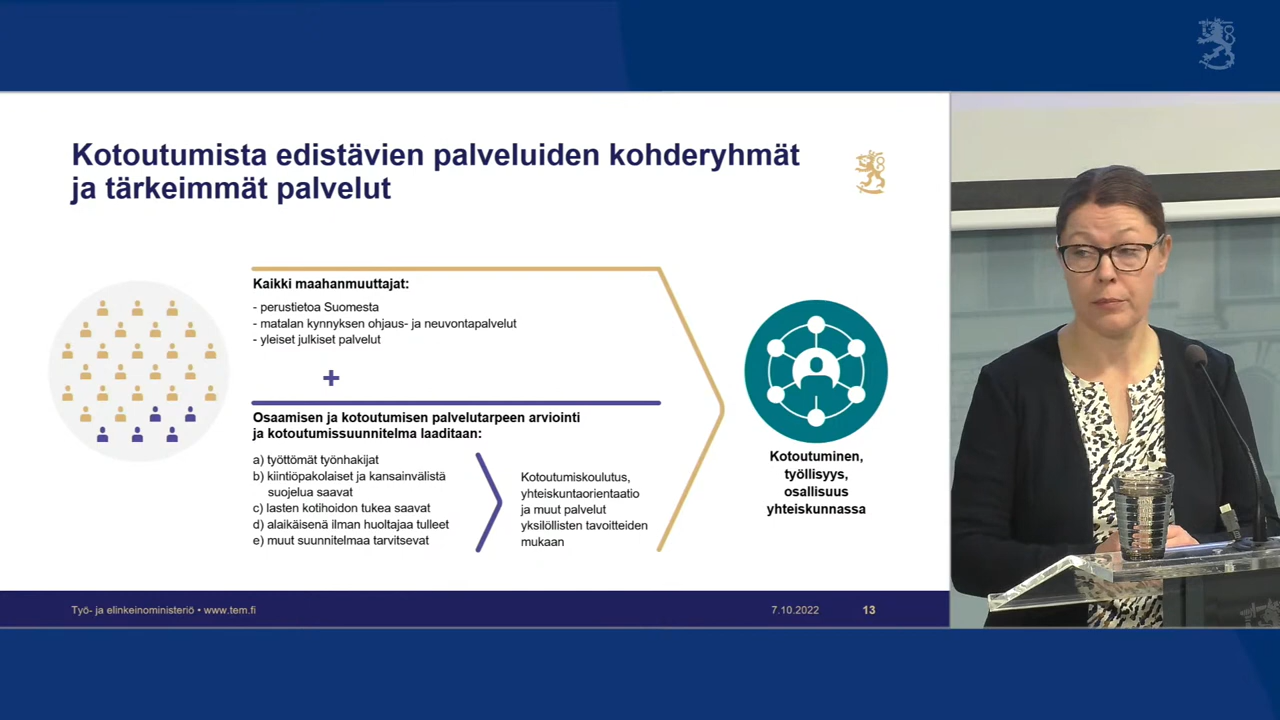 Kotoutumista edistävien palveluiden kohderyhmät
ja tärkeimmät palvelut
Kaikki maahanmuuttajat:
- perustietoa Suomesta
- matalan kynnyksen ohjaus- ja neuvontapalvelut
- yleiset julkiset palvelut
+
Osaamisen ja kotoutumisen palvelutarpeen arviointi
ja kotoutumissuunnitelma laaditaan:
a) työttömät työnhakijat
b) kiintiöpakolaiset ja kansainvälistä
suojelua saavat
c) lasten kotihoidon tukea saavat
d) alaikäisenä ilman huoltajaa tulleet
e) muut suunnitelmaa tarvitsevat
Kotoutumiskoulutus,
yhteiskuntaorientaatio
ja muut palvelut
yksilöllisten tavoitteiden
mukaan
Kotoutuminen,
työllisyys,
osallisuus
yhteiskunnassa
Työ- ja elinkeinoministeriö • www.tem.fi
7.10.2022
13